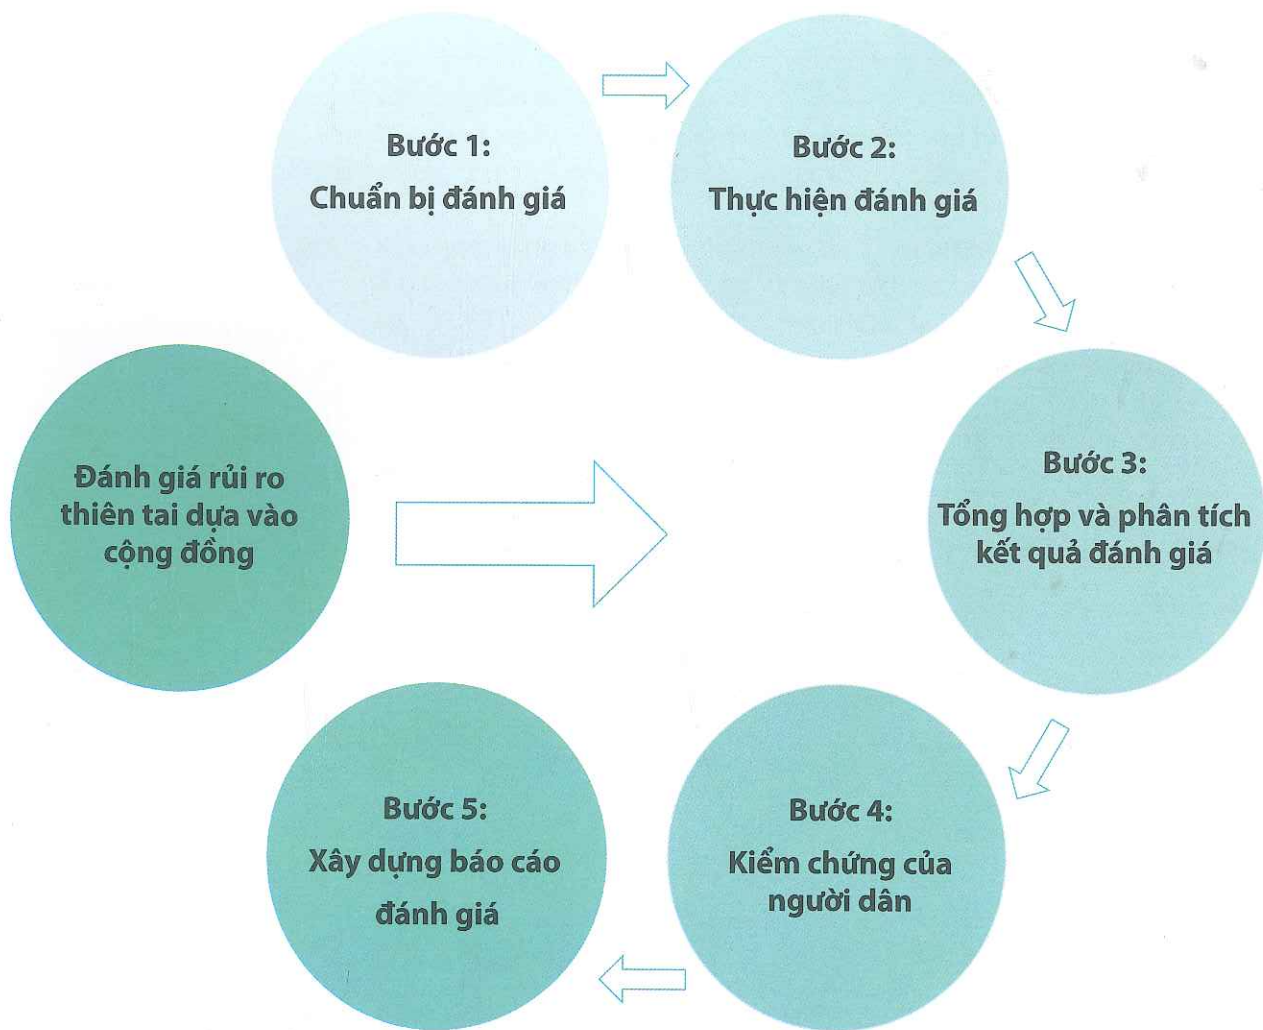 Bước 1:
Chuẩn bị đánh giá
Bước 2:
Thực hiện đánh giá
Bước 3:
Tổng hợp và phân tích
kết quả đánh giá
Bước 4:
Kiểm chứng của
người dân
Bước 5:
Xây dựng báo cáo
đánh giá
Đánh giá rủi ro
thiên tai dựa vào
cộng đồng